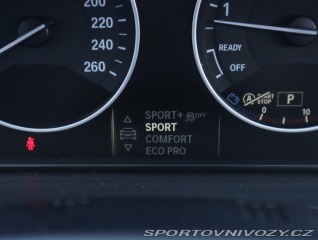 200
220
240
260
1
READY
OFF
START
STOP
P
0
10
SPORT+
OFF
SPORT
COMFORT
ECO PRO
SPORTOVNIVOZY.CZ